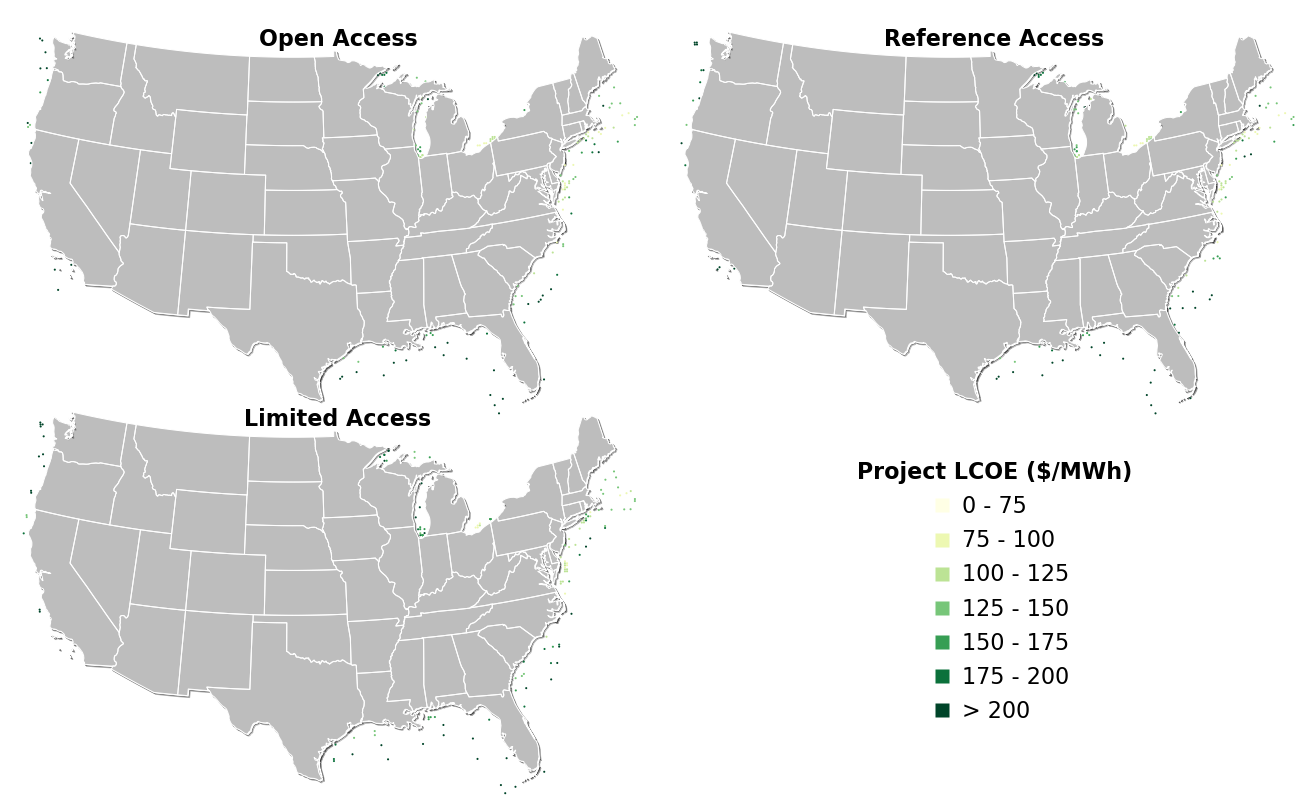 Open Access
Reference Access
Limited Access
Project LCOE ($/MWh)
0 - 75
75 - 100
100 - 125
125 - 150
150 - 175
175 - 200
> 200